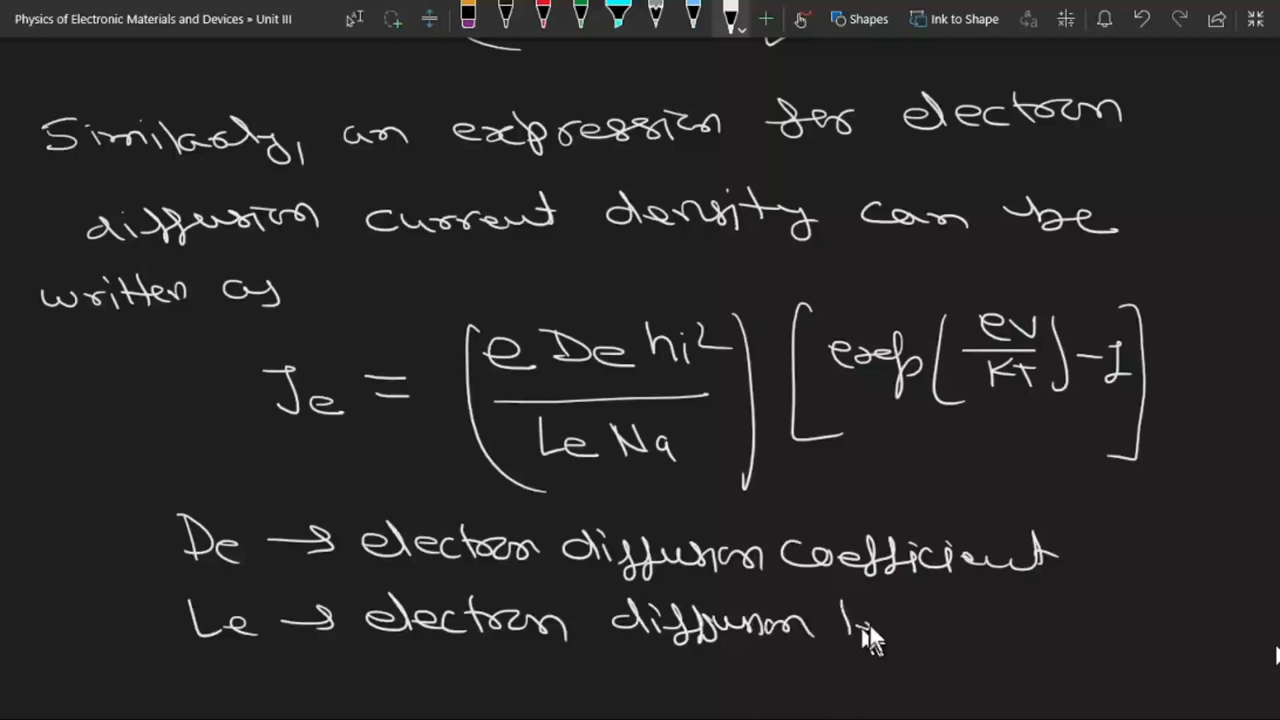 Physics of Electronic Materials and Devices » Unit III
Shapes
Ink to Shape
Similarly, an expression for electron
diffusion current density can be
written as
Je = (e De ni² / Le Na) [exp(eV/KT) - 1]
De → electron diffusion coefficient
Le → electron diffusion